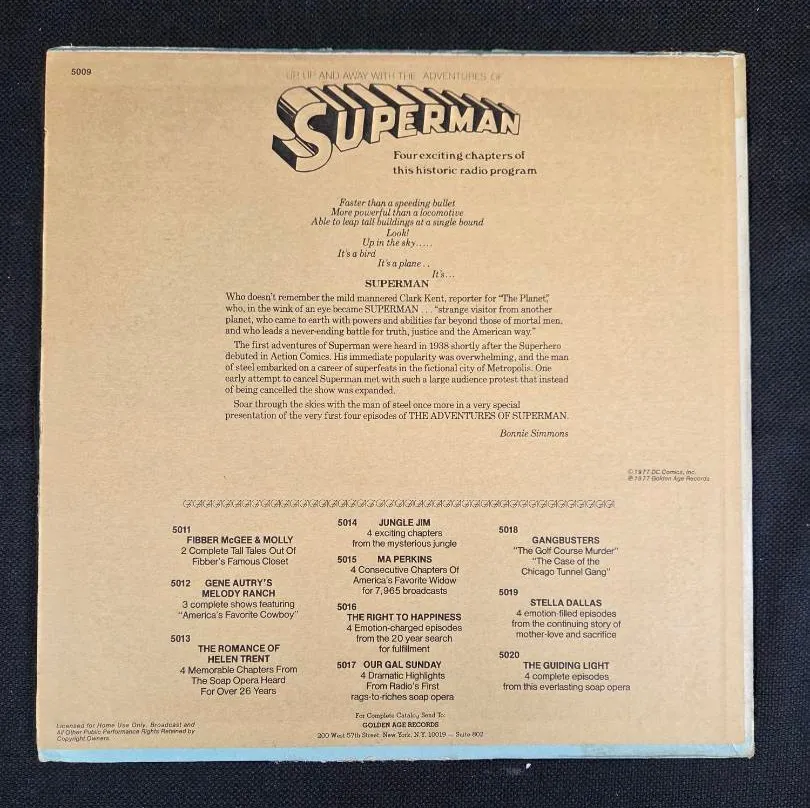 5009
UP UP AND AWAY WITH THE ADVENTURES OF
SUPERMAN
Four exciting chapters of
this historic radio program
Faster than a speeding bullet
More powerful than a locomotive
Able to leap tall buildings at a single bound
Look!
Up in the sky.....
It's a bird
It's a plane . .
It's ...
SUPERMAN
Who doesn't remember the mild mannered Clark Kent, reporter for "The Planet,"
who, in the wink of an eye became SUPERMAN . . . "strange visitor from another
planet, who came to earth with powers and abilities far beyond those of mortal men,
and who leads a never-ending battle for truth, justice and the American way."
The first adventures of Superman were heard in 1938 shortly after the Superhero
debuted in Action Comics. His immediate popularity was overwhelming, and the man
of steel embarked on a career of superfeats in the fictional city of Metropolis. One
early attempt to cancel Superman met with such a large audience protest that instead
of being cancelled the show was expanded.
Soar through the skies with the man of steel once more in a very special
presentation of the very first four episodes of THE ADVENTURES OF SUPERMAN.
Bonnie Simmons
© 1977 DC Comics, Inc.
℗ 1977 Golden Age Records
5011
FIBBER McGEE & MOLLY
2 Complete Tall Tales Out Of
Fibber's Famous Closet
5012 GENE AUTRY'S
MELODY RANCH
3 complete shows featuring
"America's Favorite Cowboy"
5013
THE ROMANCE OF
HELEN TRENT
4 Memorable Chapters From
The Soap Opera Heard
For Over 26 Years
5014 JUNGLE JIM
4 exciting chapters
from the mysterious jungle
5015 MA PERKINS
4 Consecutive Chapters Of
America's Favorite Widow
for 7,965 broadcasts
5016
THE RIGHT TO HAPPINESS
4 Emotion-charged episodes
from the 20 year search
for fulfillment
5017 OUR GAL SUNDAY
4 Dramatic Highlights
From Radio's First
rags-to-riches soap opera
5018
GANGBUSTERS
"The Golf Course Murder"
"The Case of the
Chicago Tunnel Gang"
5019
STELLA DALLAS
4 emotion-filled episodes
from the continuing story of
mother-love and sacrifice
5020
THE GUIDING LIGHT
4 complete episodes
from this everlasting soap opera
Licensed for Home Use Only. Broadcast and
All Other Public Performance Rights Retained by
Copyright Owners.
For Complete Catalog Send To:
GOLDEN AGE RECORDS
200 West 57th Street, New York, N.Y. 10019 — Suite 802